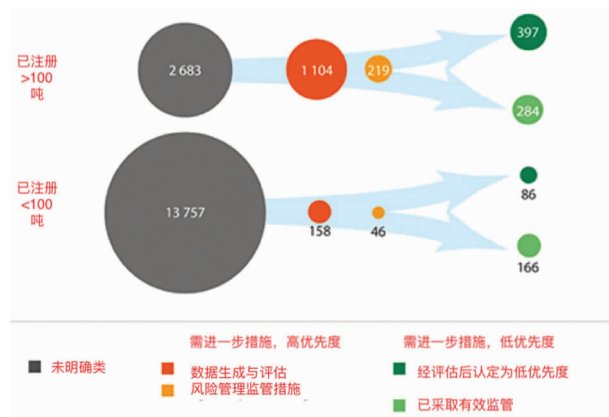 已注册
>100
吨
2 683
1 104
219
397
284
已注册
<100
吨
13 757
158
46
86
166
需进一步措施，高优先度
需进一步措施，低优先度
未明确类
数据生成与评估
经评估后认定为低优先度
风险管理监管措施
已采取有效监管